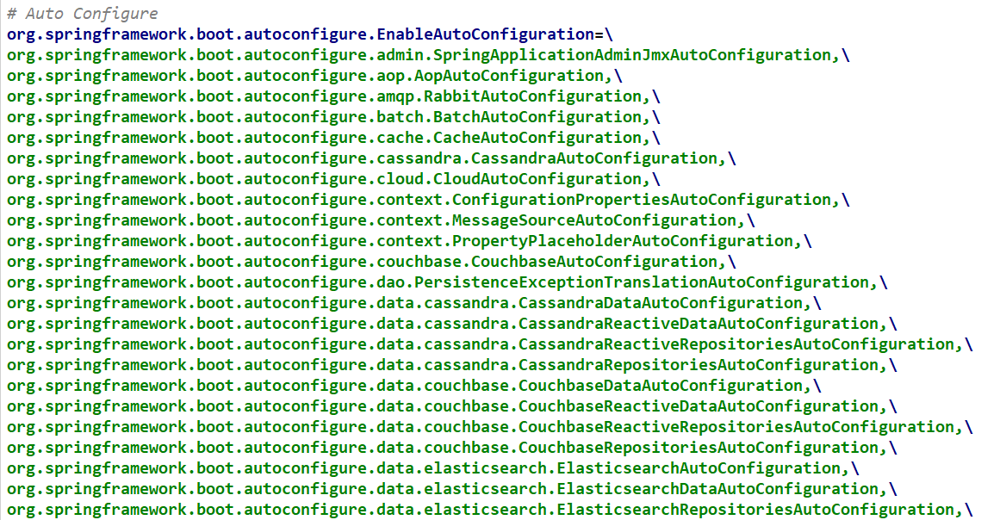 # Auto Configure
org.springframework.boot.autoconfigure.EnableAutoConfiguration=\
org.springframework.boot.autoconfigure.admin.SpringApplicationAdminJmxAutoConfiguration,\
org.springframework.boot.autoconfigure.aop.AopAutoConfiguration,\
org.springframework.boot.autoconfigure.amqp.RabbitAutoConfiguration,\
org.springframework.boot.autoconfigure.batch.BatchAutoConfiguration,\
org.springframework.boot.autoconfigure.cache.CacheAutoConfiguration,\
org.springframework.boot.autoconfigure.cassandra.CassandraAutoConfiguration,\
org.springframework.boot.autoconfigure.cloud.CloudAutoConfiguration,\
org.springframework.boot.autoconfigure.context.ConfigurationPropertiesAutoConfiguration,\
org.springframework.boot.autoconfigure.context.MessageSourceAutoConfiguration,\
org.springframework.boot.autoconfigure.context.PropertyPlaceholderAutoConfiguration,\
org.springframework.boot.autoconfigure.couchbase.CouchbaseAutoConfiguration,\
org.springframework.boot.autoconfigure.dao.PersistenceExceptionTranslationAutoConfiguration,\
org.springframework.boot.autoconfigure.data.cassandra.CassandraDataAutoConfiguration,\
org.springframework.boot.autoconfigure.data.cassandra.CassandraReactiveDataAutoConfiguration,\
org.springframework.boot.autoconfigure.data.cassandra.CassandraReactiveRepositoriesAutoConfiguration,\
org.springframework.boot.autoconfigure.data.cassandra.CassandraRepositoriesAutoConfiguration,\
org.springframework.boot.autoconfigure.data.couchbase.CouchbaseDataAutoConfiguration,\
org.springframework.boot.autoconfigure.data.couchbase.CouchbaseReactiveDataAutoConfiguration,\
org.springframework.boot.autoconfigure.data.couchbase.CouchbaseReactiveRepositoriesAutoConfiguration,\
org.springframework.boot.autoconfigure.data.couchbase.CouchbaseRepositoriesAutoConfiguration,\
org.springframework.boot.autoconfigure.data.elasticsearch.ElasticsearchAutoConfiguration,\
org.springframework.boot.autoconfigure.data.elasticsearch.ElasticsearchDataAutoConfiguration,\
org.springframework.boot.autoconfigure.data.elasticsearch.ElasticsearchRepositoriesAutoConfiguration,\